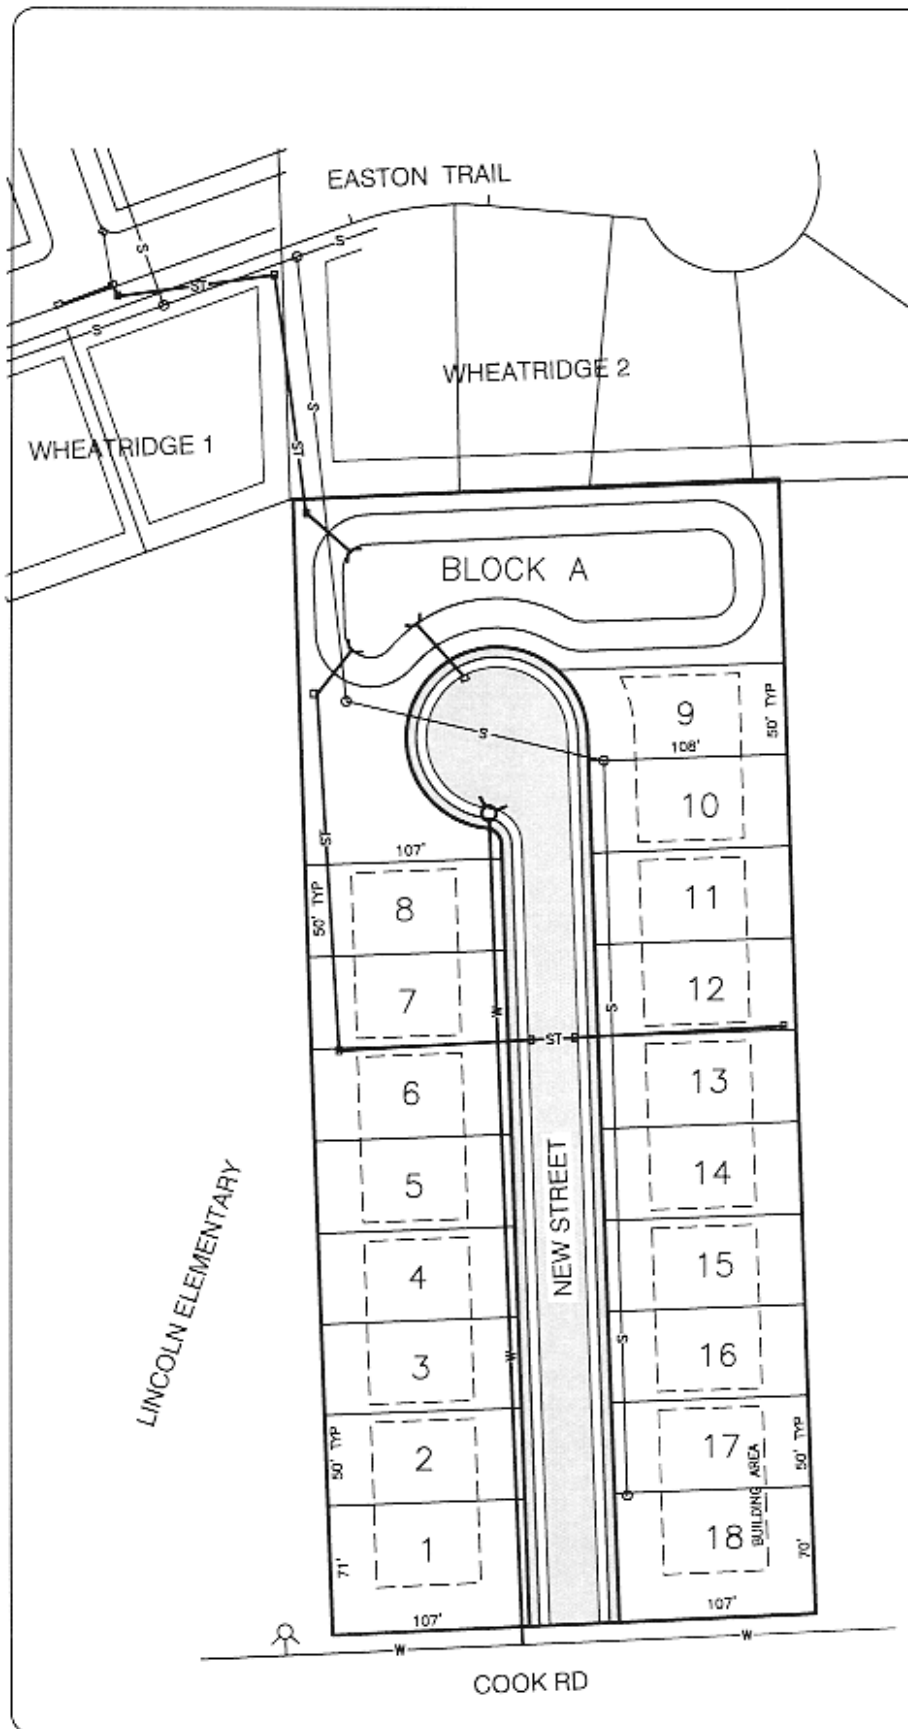 EASTON TRAIL
S
S
ST
S
WHEATRIDGE 2
S
WHEATRIDGE 1
ST
BLOCK A
9
50' TYP
108'
S
10
ST
107'
8
50' TYP
11
7
12
W
S
ST
6
13
5
14
NEW STREET
LINCOLN ELEMENTARY
4
15
3
W
S
16
2
50' TYP
17
50' TYP
BUILDING AREA
1
71'
18
70'
107'
107'
W
W
COOK RD